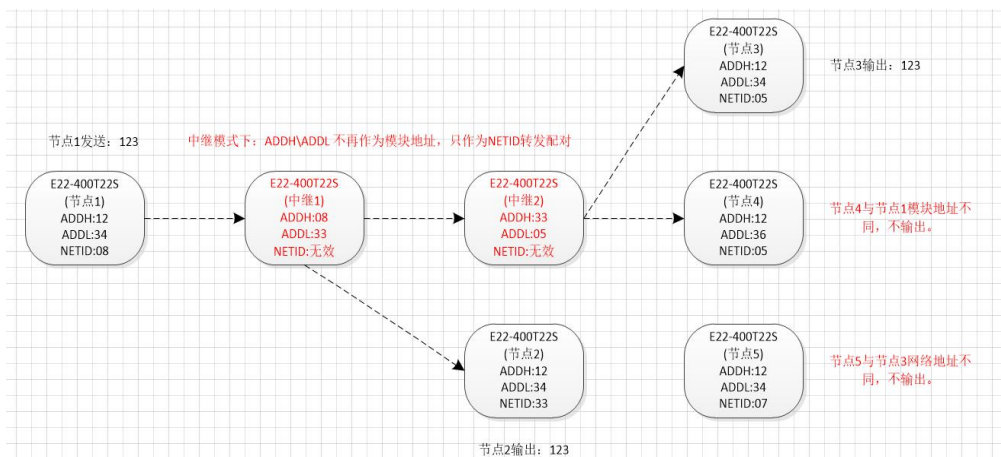 E22-400T22S
(节点3)
ADDH:12
ADDL:34
NETID:05
节点3输出：123
节点1发送：123
中继模式下：ADDH\ADDL 不再作为模块地址，只作为NETID转发配对
E22-400T22S
(节点1)
ADDH:12
ADDL:34
NETID:08
E22-400T22S
(中继1)
ADDH:08
ADDL:33
NETID:无效
E22-400T22S
(中继2)
ADDH:33
ADDL:05
NETID:无效
E22-400T22S
(节点4)
ADDH:12
ADDL:36
NETID:05
节点4与节点1模块地址不
同，不输出。
E22-400T22S
(节点2)
ADDH:12
ADDL:34
NETID:33
E22-400T22S
(节点5)
ADDH:12
ADDL:34
NETID:07
节点5与节点3网络地址不
同，不输出。
节点2输出：123